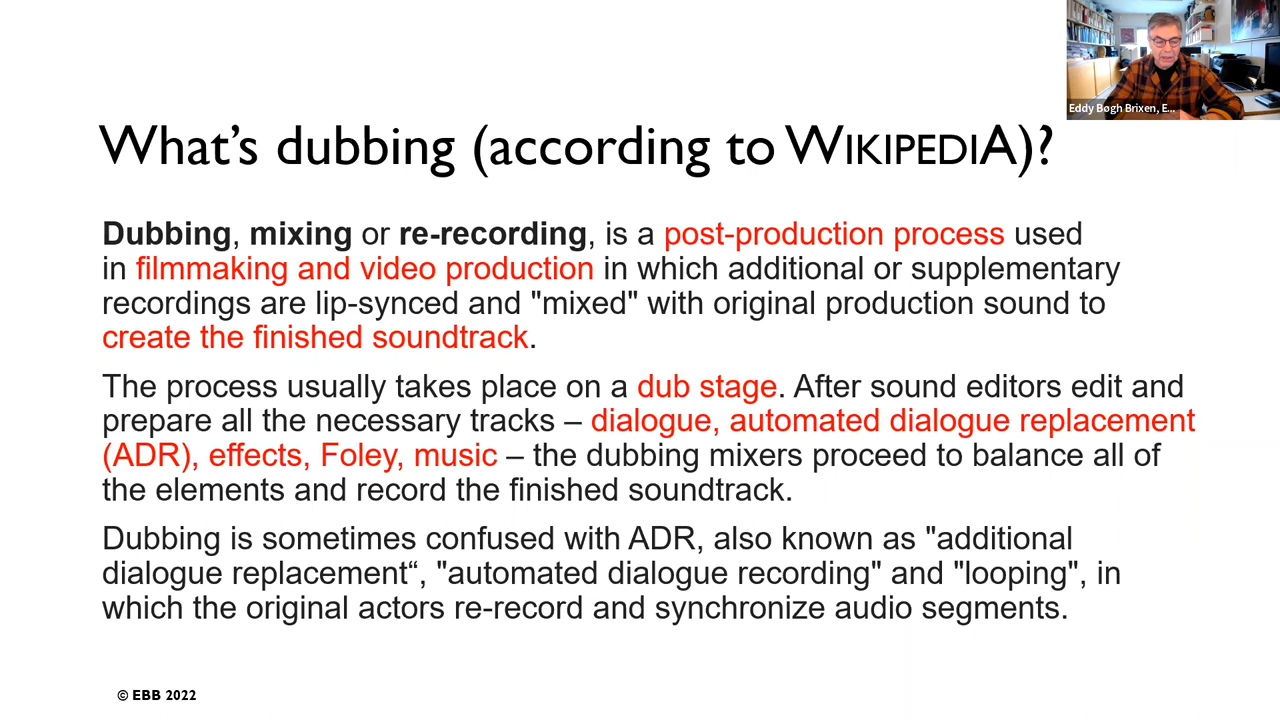 Eddy Bøgh Brixen, E...
What's dubbing (according to WIKIPEDIA)?
Dubbing, mixing or re-recording, is a post-production process used
in filmmaking and video production in which additional or supplementary
recordings are lip-synced and "mixed" with original production sound to
create the finished soundtrack.
The process usually takes place on a dub stage. After sound editors edit and
prepare all the necessary tracks – dialogue, automated dialogue replacement
(ADR), effects, Foley, music – the dubbing mixers proceed to balance all of
the elements and record the finished soundtrack.
Dubbing is sometimes confused with ADR, also known as "additional
dialogue replacement“, "automated dialogue recording" and "looping", in
which the original actors re-record and synchronize audio segments.
© EBB 2022